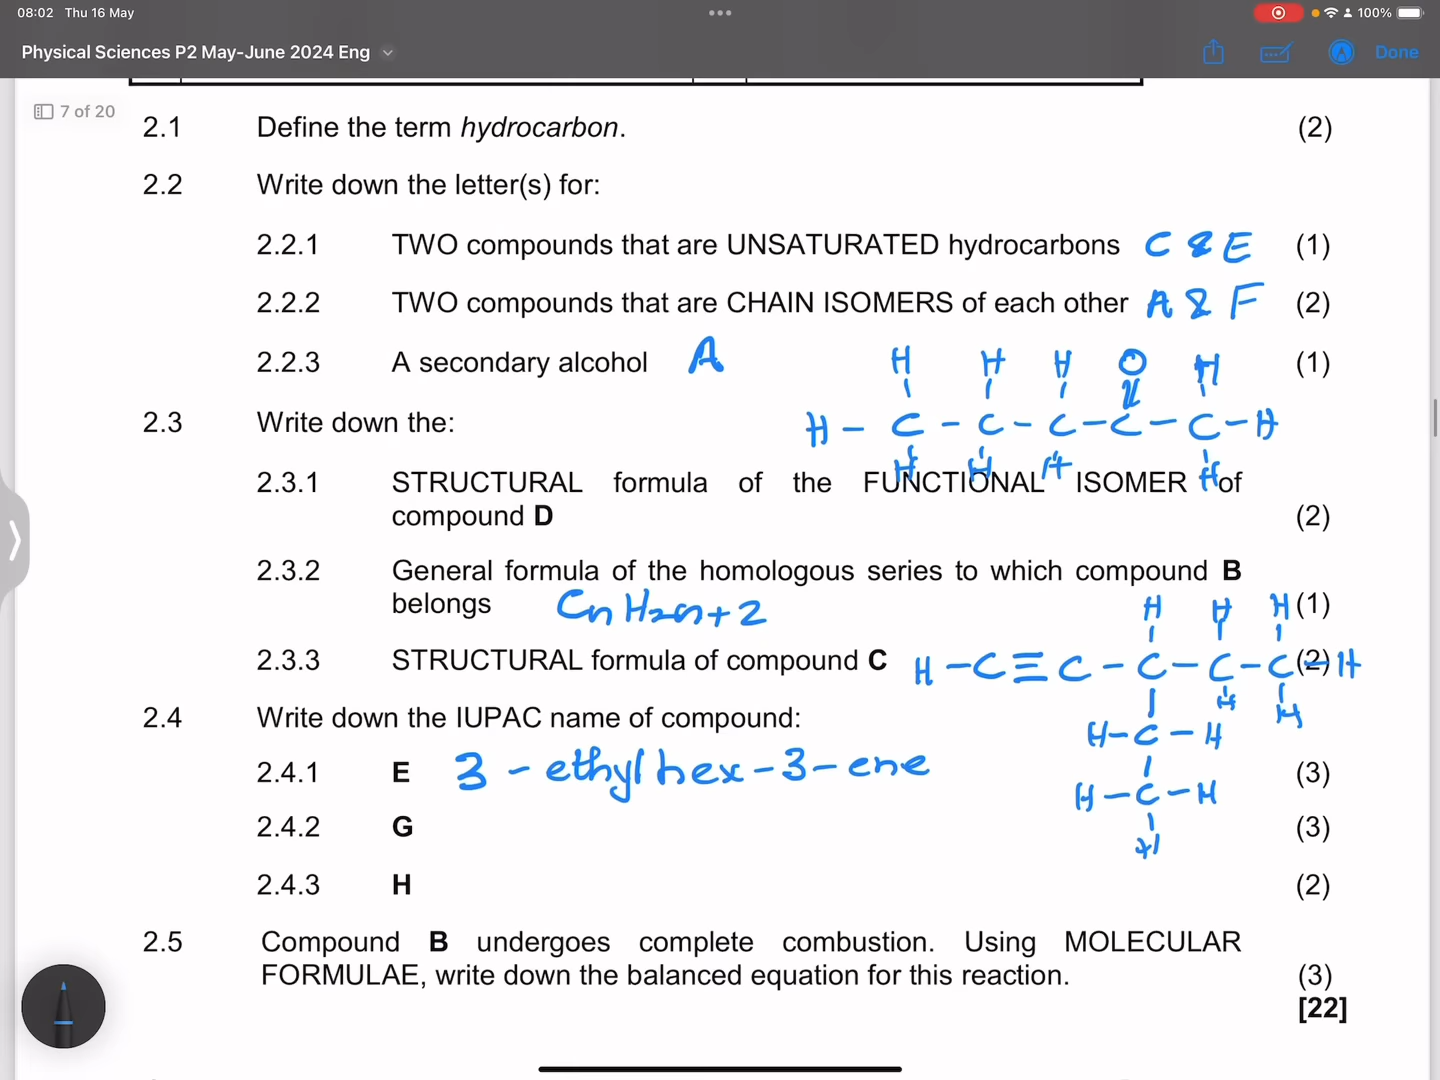 08:02 Thu 16 May
100%
Physical Sciences P2 May-June 2024 Eng
Done
7 of 20
2.1 Define the term hydrocarbon. (2)
2.2 Write down the letter(s) for:
2.2.1 TWO compounds that are UNSATURATED hydrocarbons C & E (1)
2.2.2 TWO compounds that are CHAIN ISOMERS of each other A & F (2)
2.2.3 A secondary alcohol A (1)
H H H O H
2.3 Write down the: H - C - C - C - C - C - H
H H H H
2.3.1 STRUCTURAL formula of the FUNCTIONAL ISOMER of
compound D (2)
2.3.2 General formula of the homologous series to which compound B
belongs CnH2n+2 (1)
H H H
2.3.3 STRUCTURAL formula of compound C H - C ≡ C - C - C - C - H (2)
H H
2.4 Write down the IUPAC name of compound:
H - C - H
2.4.1 E 3 - ethylhex - 3 - ene (3)
H - C - H
2.4.2 G (3)
H
2.4.3 H (2)
2.5 Compound B undergoes complete combustion. Using MOLECULAR
FORMULAE, write down the balanced equation for this reaction. (3)
[22]